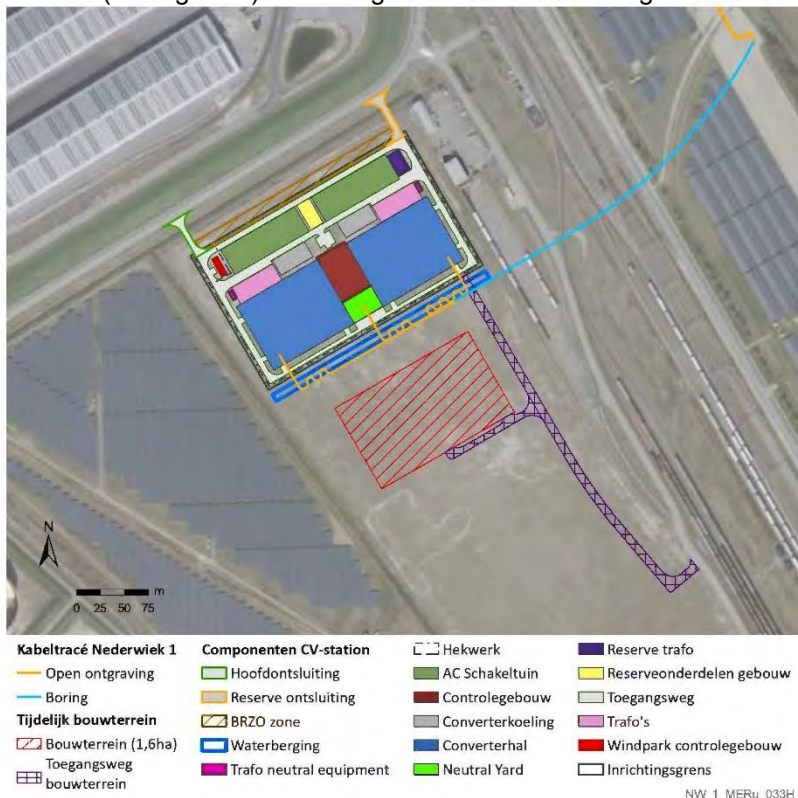 N
m
0 25 50 75
Kabeltracé Nederwiek 1
Open ontgraving
Boring
Tijdelijk bouwterrein
Bouwterrein (1,6ha)
Toegangsweg
bouwterrein
Componenten CV-station
Hoofdontsluiting
Reserve ontsluiting
BRZO zone
Waterberging
Trafo neutral equipment
Hekwerk
AC Schakeltuin
Controlegebouw
Converterkoeling
Converterhal
Neutral Yard
Reserve trafo
Reserveonderdelen gebouw
Toegangsweg
Trafo's
Windpark controlegebouw
Inrichtingsgrens
NW_1_MERu_033H